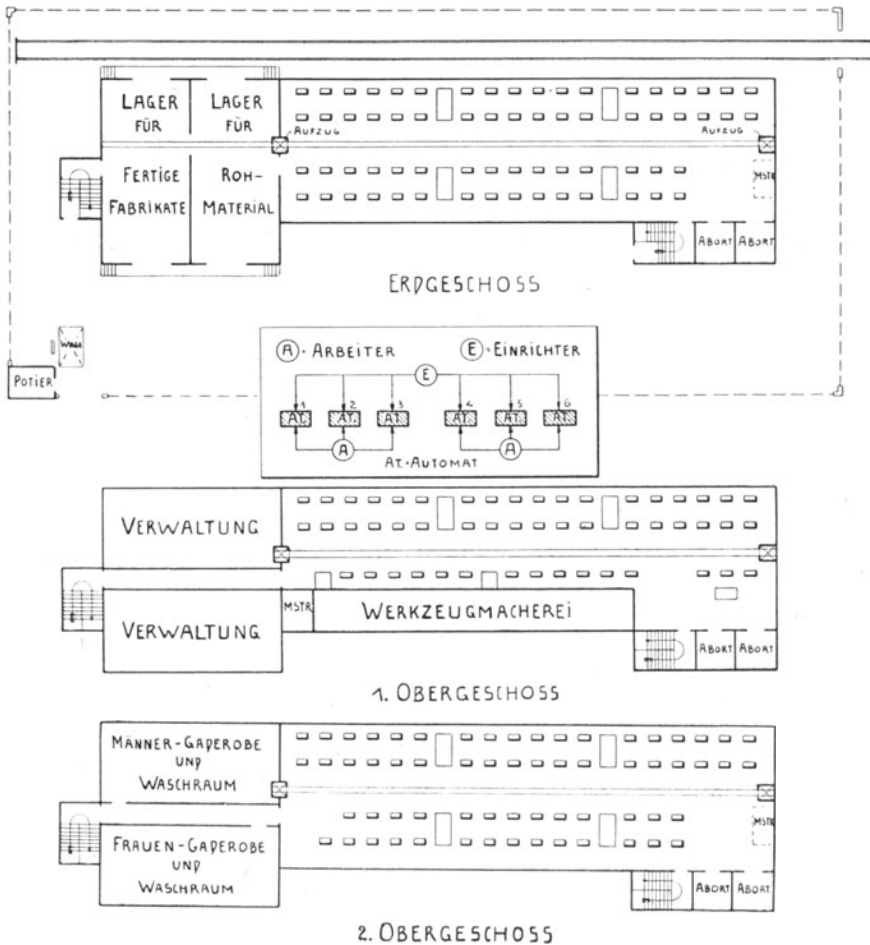 LAGER FÜR
LAGER FÜR
AUFZUG
AUFZUG
FERTIGE FABRIKATE
ROH-MATERIAL
MSTR.
ABORT
ABORT
ERDGESCHOSS
WAGE
POTIER
A · ARBEITER
E · EINRICHTER
E
1
2
3
4
5
6
AT.
AT.
AT.
AT.
AT.
AT.
A
A
AT. · AUTOMAT
VERWALTUNG
VERWALTUNG
MSTR.
WERKZEUGMACHEREI
ABORT
ABORT
1. OBERGESCHOSS
MÄNNER-GADEROBE
UND
WASCHRAUM
FRAUEN-GADEROBE
UND
WASCHRAUM
MSTR.
ABORT
ABORT
2. OBERGESCHOSS